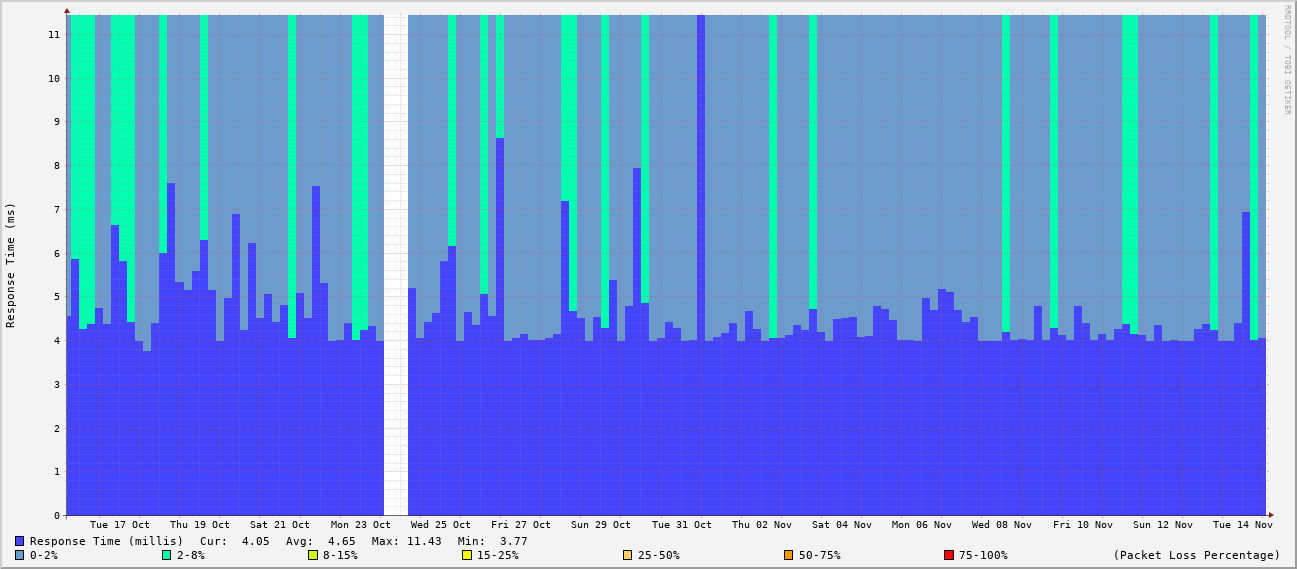 RRDTOOL / TOBI OETIKER
Response Time (ms)
11
10
9
8
7
6
5
4
3
2
1
0
Tue 17 Oct Thu 19 Oct Sat 21 Oct Mon 23 Oct Wed 25 Oct Fri 27 Oct Sun 29 Oct Tue 31 Oct Thu 02 Nov Sat 04 Nov Mon 06 Nov Wed 08 Nov Fri 10 Nov Sun 12 Nov Tue 14 Nov
Response Time (millis) Cur: 4.05 Avg: 4.65 Max: 11.43 Min: 3.77
0-2% 2-8% 8-15% 15-25% 25-50% 50-75% 75-100% (Packet Loss Percentage)